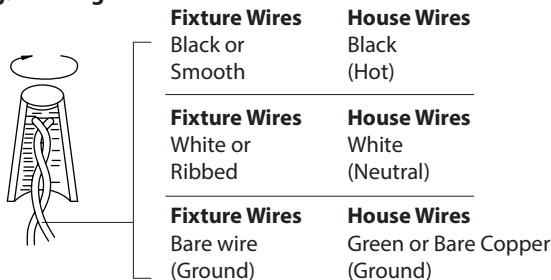 Fixture Wires House Wires
Black or Black
Smooth (Hot)
Fixture Wires House Wires
White or White
Ribbed (Neutral)
Fixture Wires House Wires
Bare wire Green or Bare Copper
(Ground) (Ground)